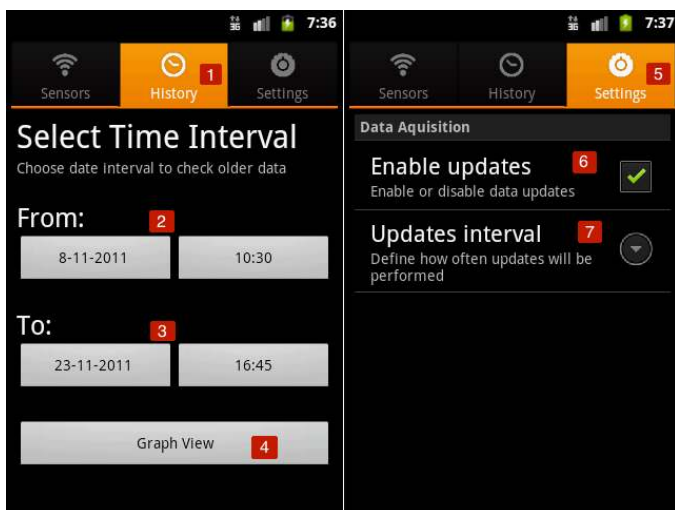 3G 7:36
Sensors History 1 Settings
Select Time Interval
Choose date interval to check older data
From: 2
8-11-2011 10:30
To: 3
23-11-2011 16:45
Graph View 4
3G 7:37
Sensors History Settings 5
Data Aquisition
Enable updates 6
Enable or disable data updates
Updates interval 7
Define how often updates will be
performed